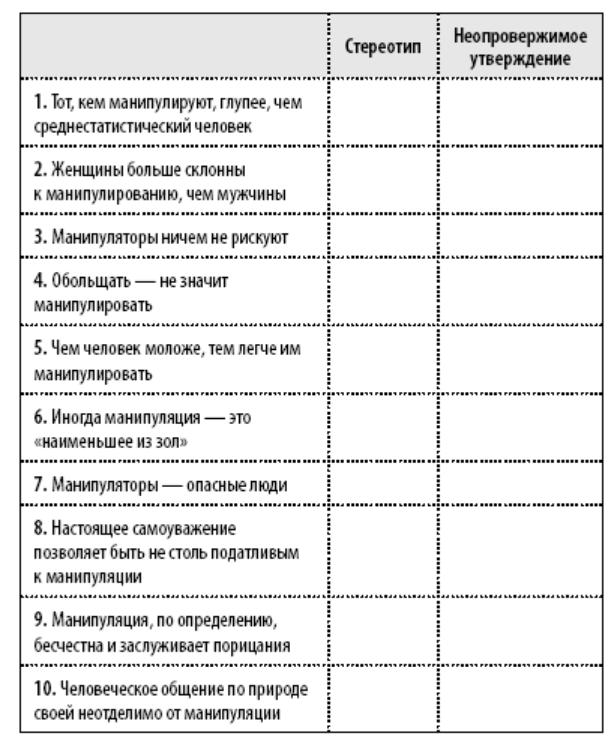 Стереотип
Неопровержимое
утверждение
1. Тот, кем манипулируют, глупее, чем
среднестатистический человек
2. Женщины больше склонны
к манипулированию, чем мужчины
3. Манипуляторы ничем не рискуют
4. Обольщать — не значит
манипулировать
5. Чем человек моложе, тем легче им
манипулировать
6. Иногда манипуляция — это
«наименьшее из зол»
7. Манипуляторы — опасные люди
8. Настоящее самоуважение
позволяет быть не столь податливым
к манипуляции
9. Манипуляция, по определению,
бесчестна и заслуживает порицания
10. Человеческое общение по природе
своей неотделимо от манипуляции